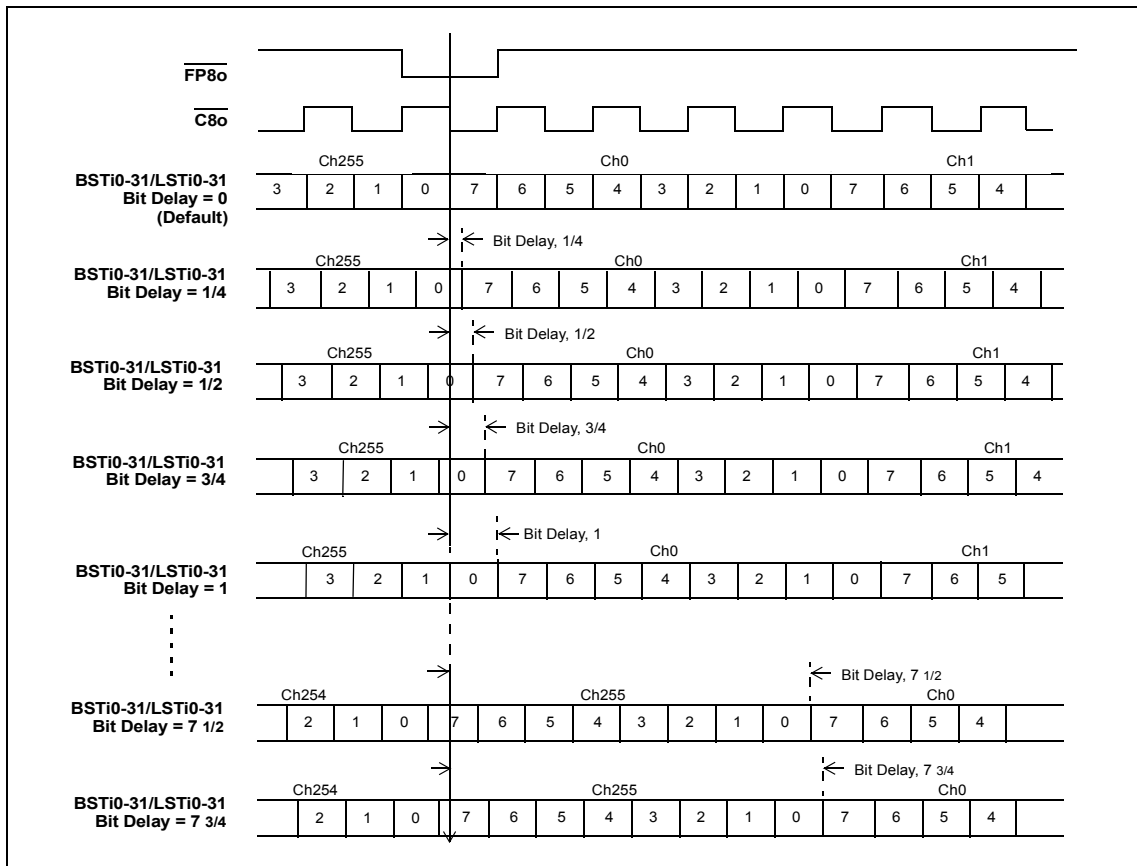 FP8o
C8o
Ch255 Ch0 Ch1
BSTi0-31/LSTi0-31
Bit Delay = 0
(Default)
3 2 1 0 7 6 5 4 3 2 1 0 7 6 5 4
Bit Delay, 1/4
Ch255 Ch0 Ch1
BSTi0-31/LSTi0-31
Bit Delay = 1/4
3 2 1 0 7 6 5 4 3 2 1 0 7 6 5 4
Bit Delay, 1/2
Ch255 Ch0 Ch1
BSTi0-31/LSTi0-31
Bit Delay = 1/2
3 2 1 0 7 6 5 4 3 2 1 0 7 6 5 4
Bit Delay, 3/4
Ch255 Ch0 Ch1
BSTi0-31/LSTi0-31
Bit Delay = 3/4
3 2 1 0 7 6 5 4 3 2 1 0 7 6 5 4
Bit Delay, 1
Ch255 Ch0 Ch1
BSTi0-31/LSTi0-31
Bit Delay = 1
3 2 1 0 7 6 5 4 3 2 1 0 7 6 5
Bit Delay, 7 1/2
Ch254 Ch255 Ch0
BSTi0-31/LSTi0-31
Bit Delay = 7 1/2
2 1 0 7 6 5 4 3 2 1 0 7 6 5 4
Bit Delay, 7 3/4
Ch254 Ch255 Ch0
BSTi0-31/LSTi0-31
Bit Delay = 7 3/4
2 1 0 7 6 5 4 3 2 1 0 7 6 5 4